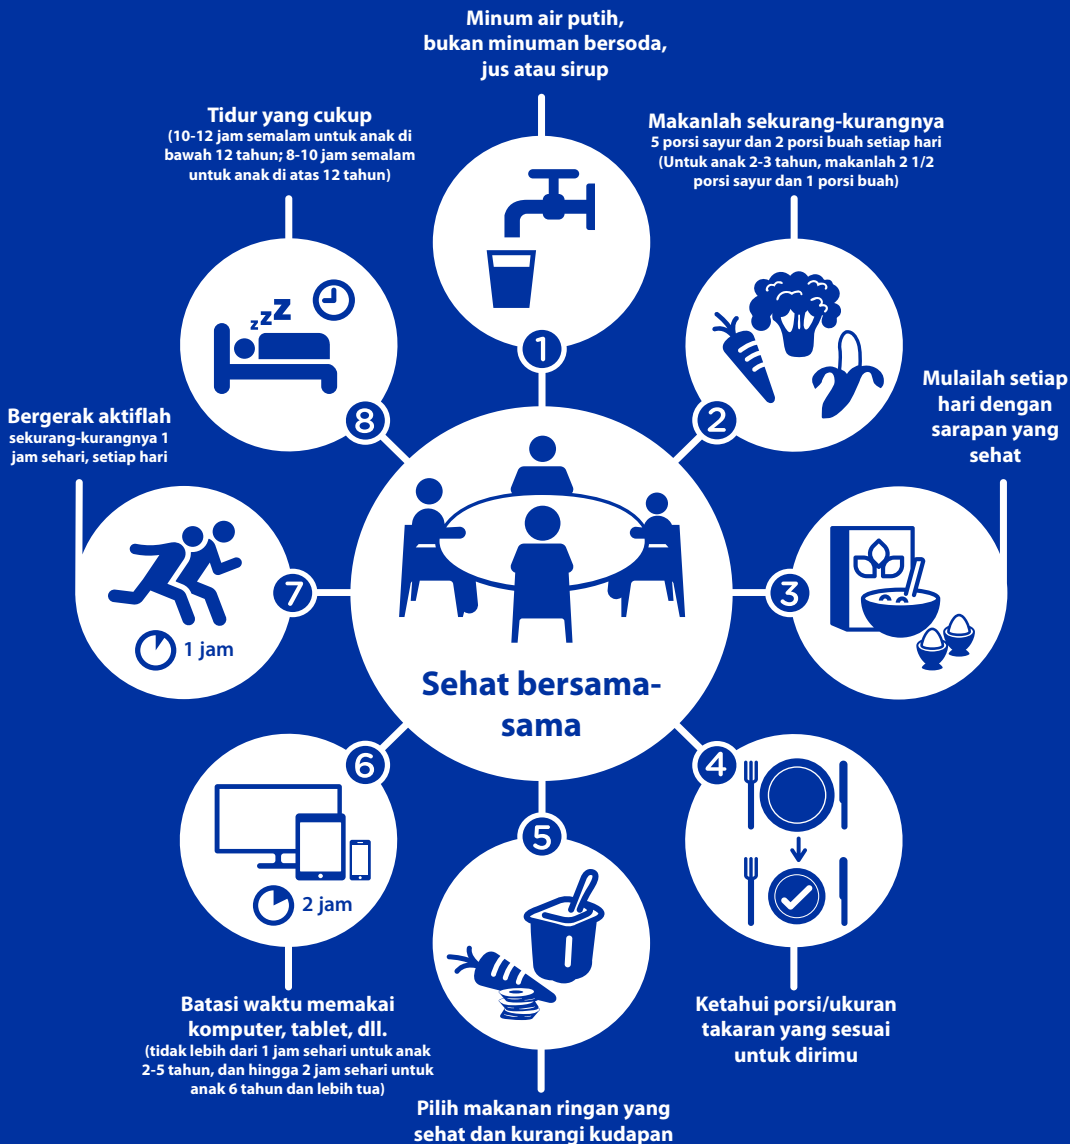 Minum air putih,
bukan minuman bersoda,
jus atau sirup
1
Makanlah sekurang-kurangnya
5 porsi sayur dan 2 porsi buah setiap hari
(Untuk anak 2-3 tahun, makanlah 2 1/2
porsi sayur dan 1 porsi buah)
2
Mulailah setiap
hari dengan
sarapan yang
sehat
3
4
Ketahui porsi/ukuran
takaran yang sesuai
untuk dirimu
5
Pilih makanan ringan yang
sehat dan kurangi kudapan
6
2 jam
Batasi waktu memakai
komputer, tablet, dll.
(tidak lebih dari 1 jam sehari untuk anak
2-5 tahun, dan hingga 2 jam sehari untuk
anak 6 tahun dan lebih tua)
Bergerak aktiflah
sekurang-kurangnya 1
jam sehari, setiap hari
7
1 jam
Tidur yang cukup
(10-12 jam semalam untuk anak di
bawah 12 tahun; 8-10 jam semalam
untuk anak di atas 12 tahun)
zzZ
8
Sehat bersama-
sama